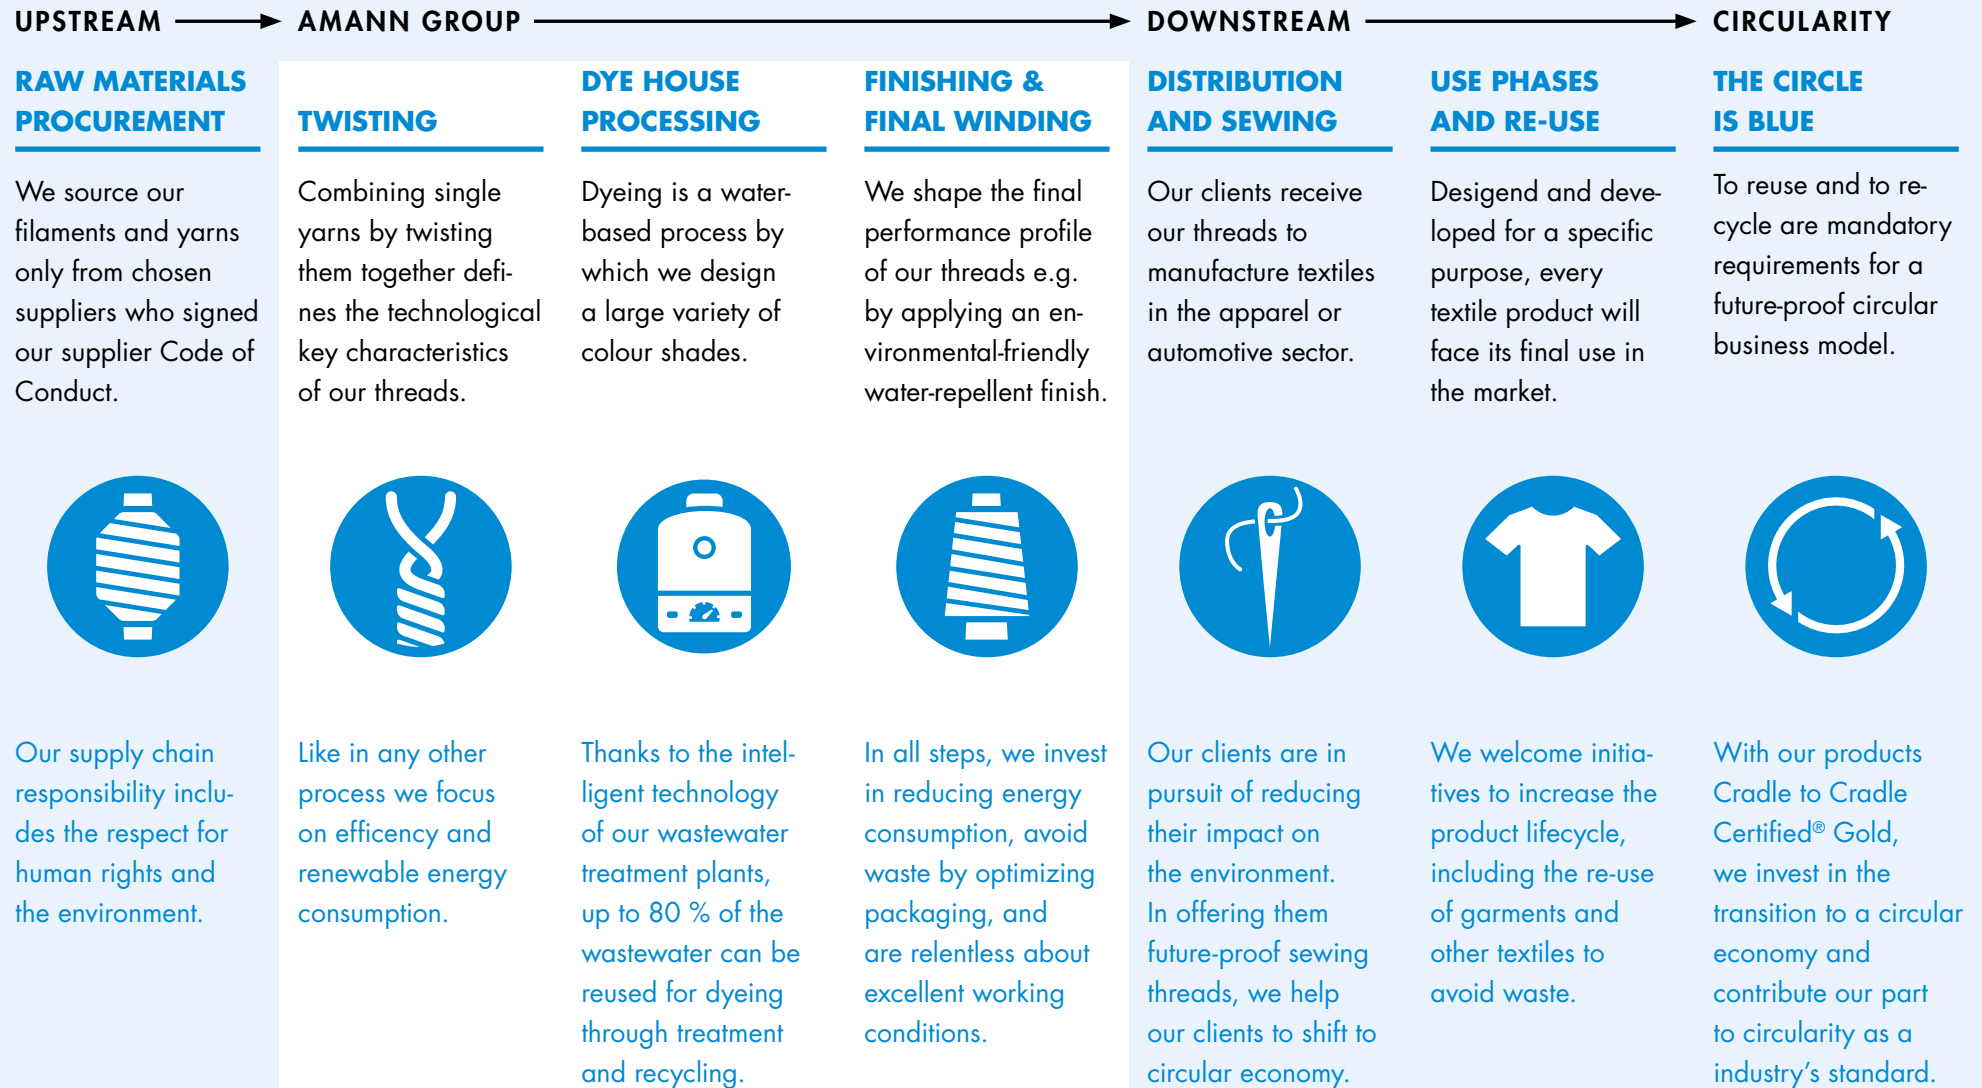 UPSTREAM
AMANN GROUP
DOWNSTREAM
CIRCULARITY
RAW MATERIALS
PROCUREMENT
We source our
filaments and yarns
only from chosen
suppliers who signed
our supplier Code of
Conduct.
Our supply chain
responsibility inclu-
des the respect for
human rights and
the environment.
TWISTING
Combining single
yarns by twisting
them together defi-
nes the technological
key characteristics
of our threads.
Like in any other
process we focus
on efficency and
renewable energy
consumption.
DYE HOUSE
PROCESSING
Dyeing is a water-
based process by
which we design
a large variety of
colour shades.
Thanks to the intel-
ligent technology
of our wastewater
treatment plants,
up to 80 % of the
wastewater can be
reused for dyeing
through treatment
and recycling.
FINISHING &
FINAL WINDING
We shape the final
performance profile
of our threads e.g.
by applying an en-
vironmental-friendly
water-repellent finish.
In all steps, we invest
in reducing energy
consumption, avoid
waste by optimizing
packaging, and
are relentless about
excellent working
conditions.
DISTRIBUTION
AND SEWING
Our clients receive
our threads to
manufacture textiles
in the apparel or
automotive sector.
Our clients are in
pursuit of reducing
their impact on
the environment.
In offering them
future-proof sewing
threads, we help
our clients to shift to
circular economy.
USE PHASES
AND RE-USE
Desigend and deve-
loped for a specific
purpose, every
textile product will
face its final use in
the market.
We welcome initia-
tives to increase the
product lifecycle,
including the re-use
of garments and
other textiles to
avoid waste.
THE CIRCLE
IS BLUE
To reuse and to re-
cycle are mandatory
requirements for a
future-proof circular
business model.
With our products
Cradle to Cradle
Certified® Gold,
we invest in the
transition to a circular
economy and
contribute our part
to circularity as a
industry's standard.